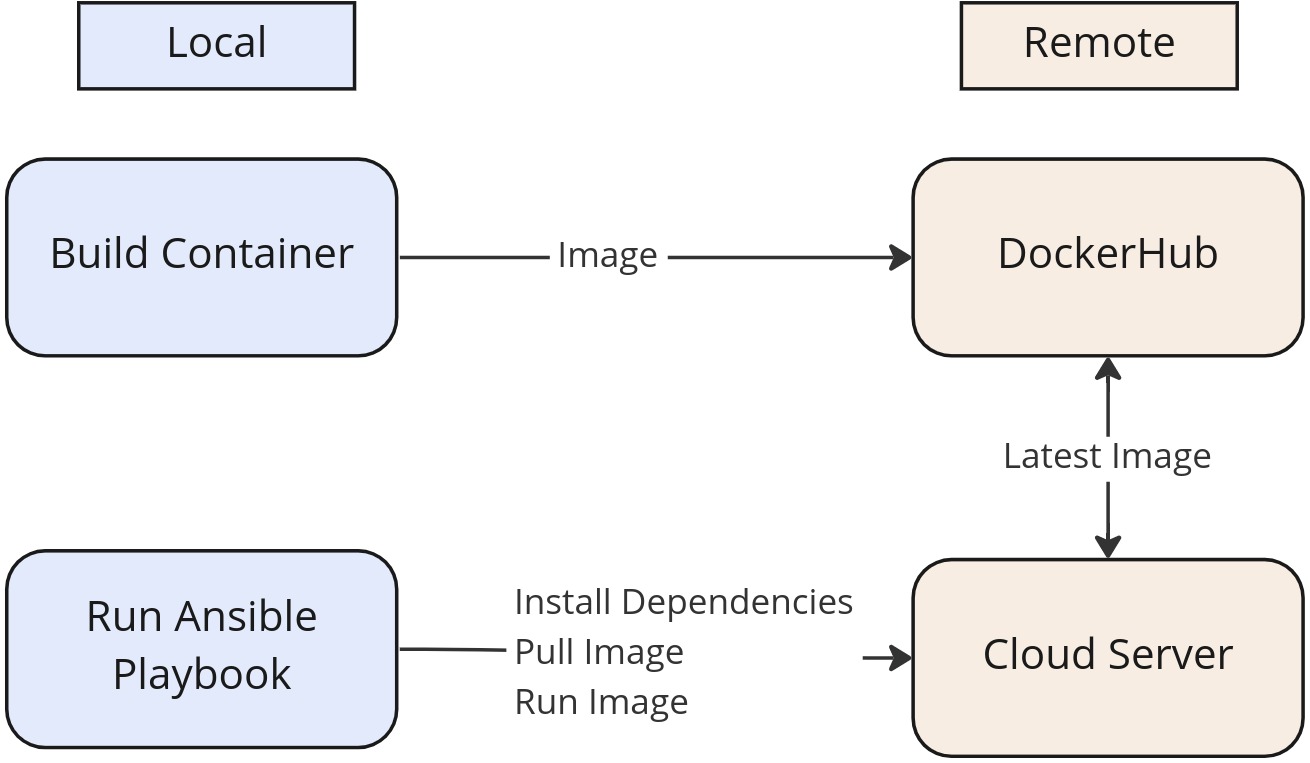 Local
Remote
Build Container
Image
DockerHub
Latest Image
Run Ansible
Playbook
Install Dependencies
Pull Image
Run Image
Cloud Server